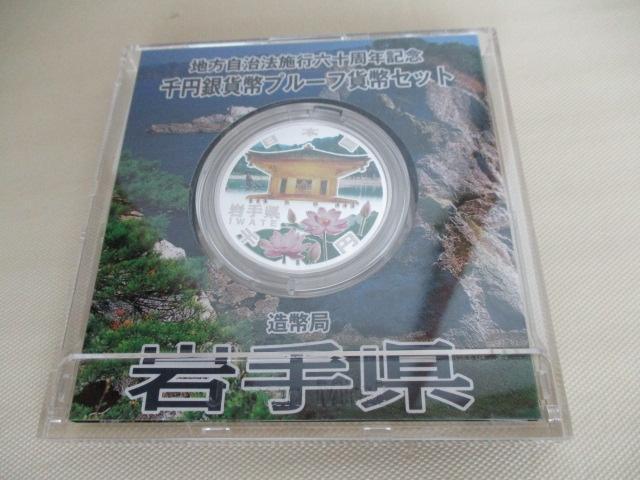 地方自治法施行六十周年記念
千円銀貨幣プルーフ貨幣セット
日本国
岩手県
IWATE
千円
造幣局
岩手県